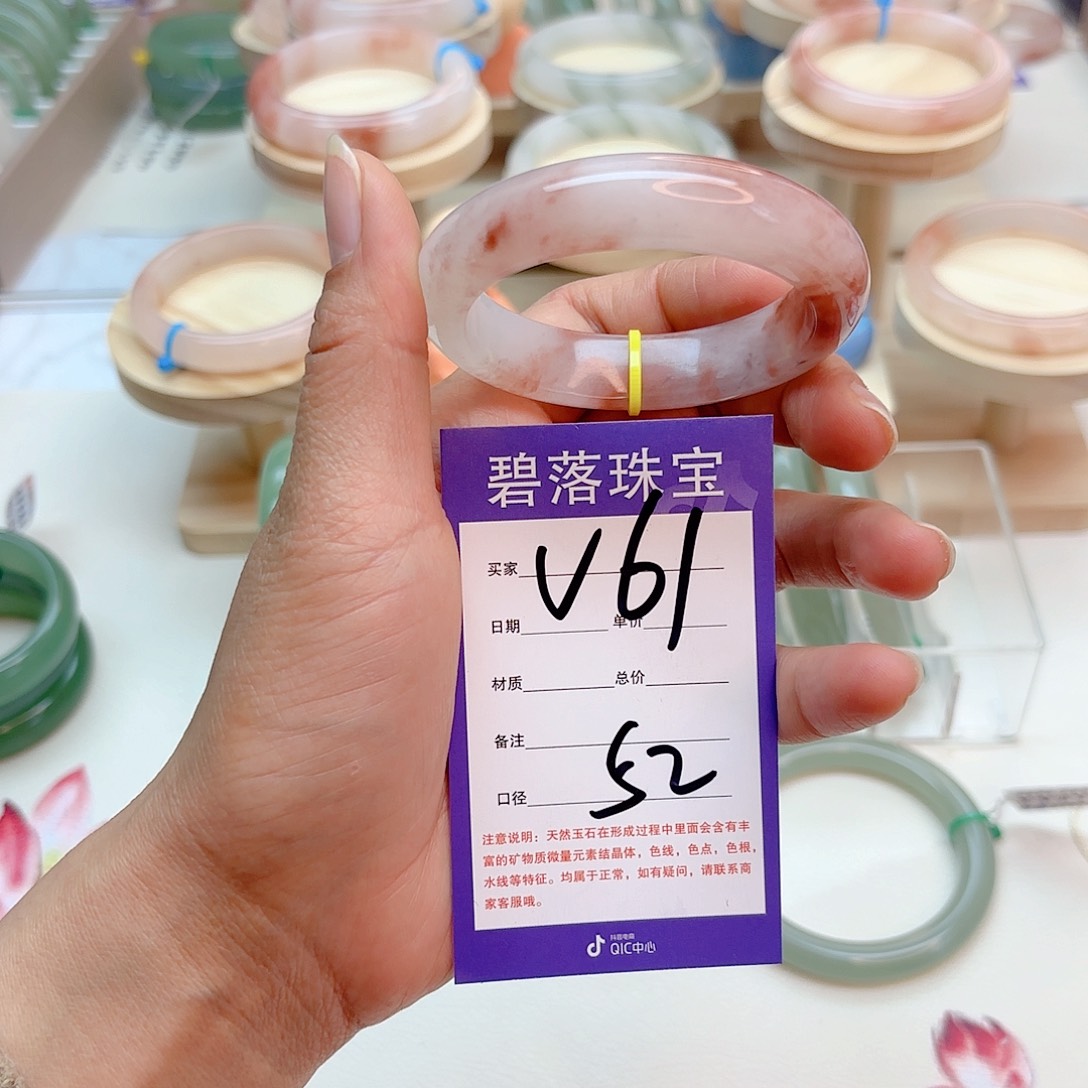 碧落珠宝
买家 V61
日期 单价
材质 总价
备注
口径 52
注意说明：天然玉石在形成过程中里面会含有丰
富的矿物质微量元素结晶体，色线，色点，色根，
水线等特征。均属于正常，如有疑问，请联系商
家客服哦。
抖音电商
QIC中心